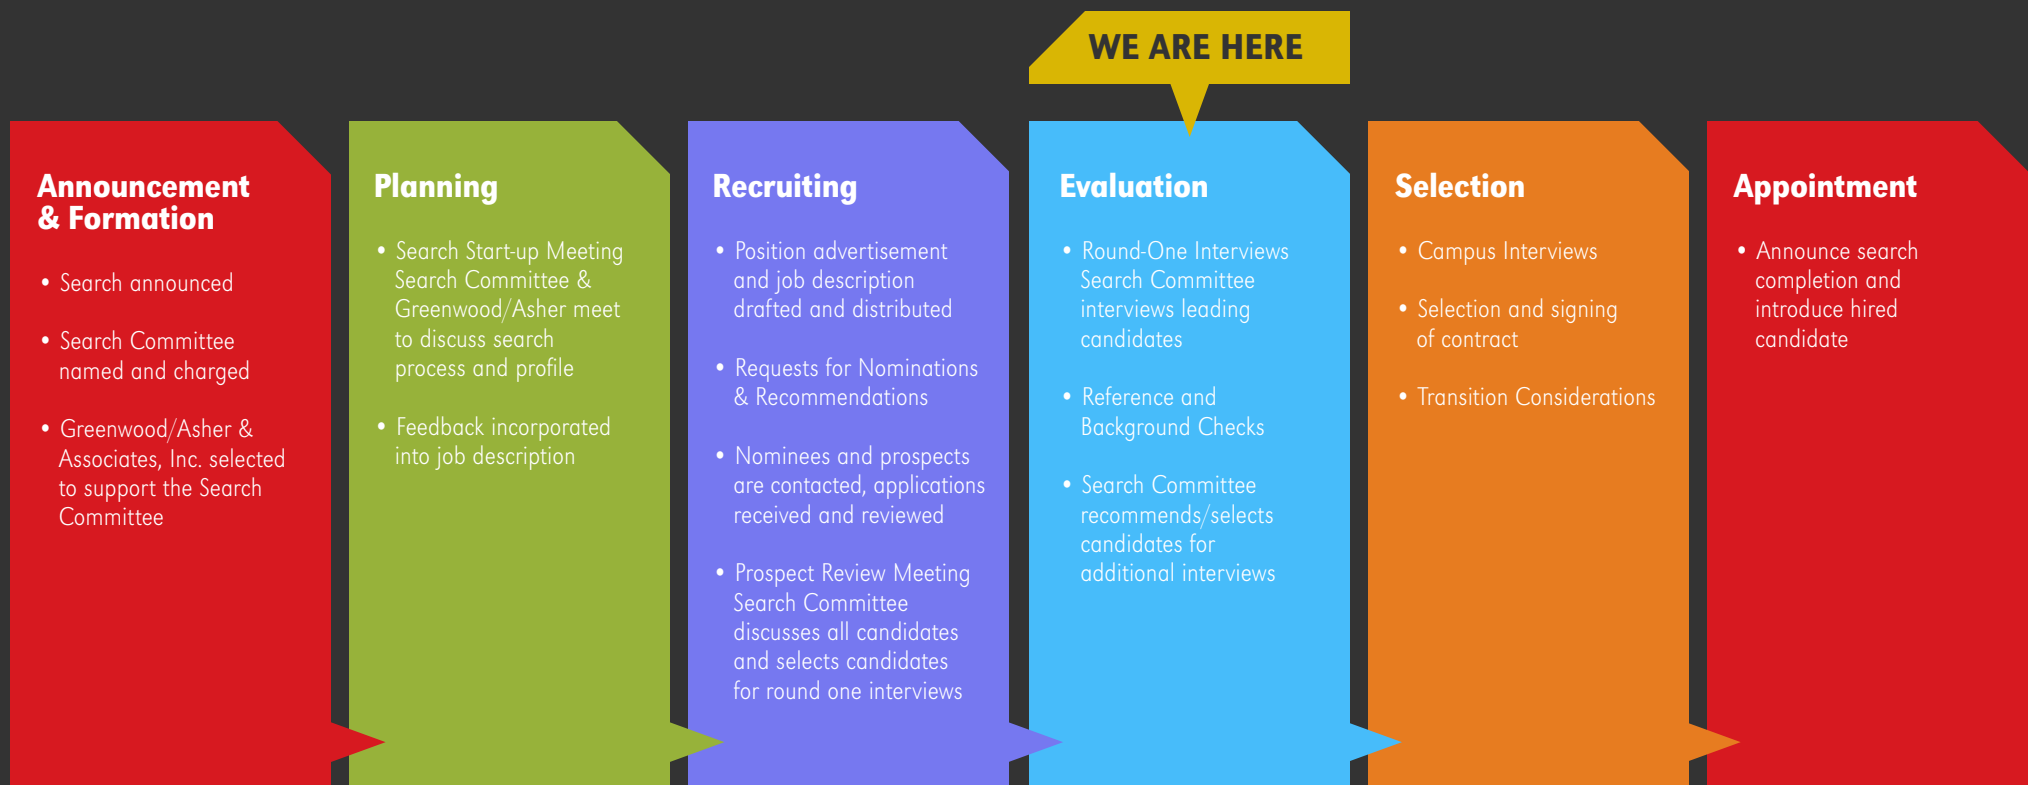 WE ARE HERE
Announcement
& Formation
• Search announced
• Search Committee
named and charged
• Greenwood/Asher &
Associates, Inc. selected
to support the Search
Committee
Planning
• Search Start-up Meeting
Search Committee &
Greenwood/Asher meet
to discuss search
process and profile
• Feedback incorporated
into job description
Recruiting
• Position advertisement
and job description
drafted and distributed
• Requests for Nominations
& Recommendations
• Nominees and prospects
are contacted, applications
received and reviewed
• Prospect Review Meeting
Search Committee
discusses all candidates
and selects candidates
for round one interviews
Evaluation
• Round-One Interviews
Search Committee
interviews leading
candidates
• Reference and
Background Checks
• Search Committee
recommends/selects
candidates for
additional interviews
Selection
• Campus Interviews
• Selection and signing
of contract
• Transition Considerations
Appointment
• Announce search
completion and
introduce hired
candidate